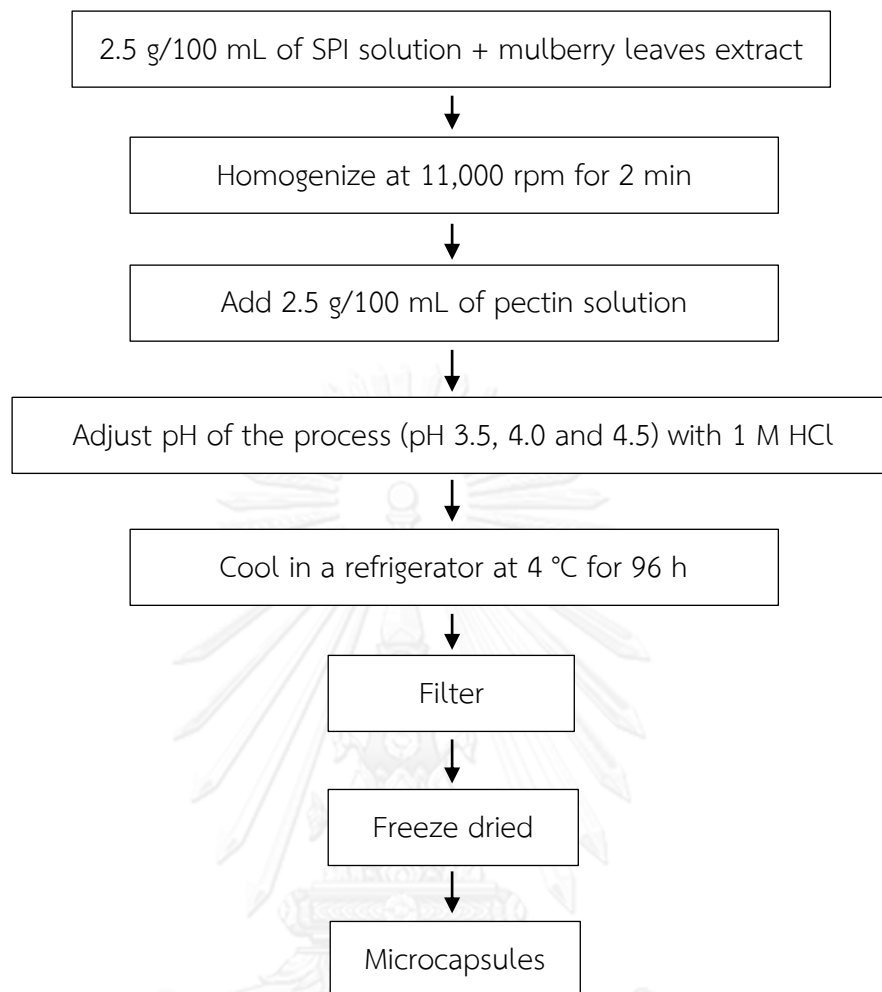 2.5 g/100 mL of SPI solution + mulberry leaves extract
Homogenize at 11,000 rpm for 2 min
Add 2.5 g/100 mL of pectin solution
Adjust pH of the process (pH 3.5, 4.0 and 4.5) with 1 M HCl
Cool in a refrigerator at 4 °C for 96 h
Filter
Freeze dried
Microcapsules